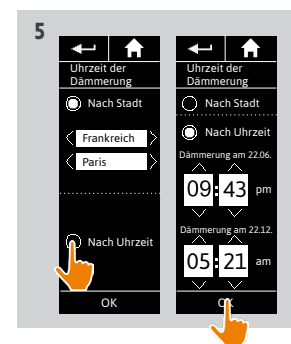 5
Uhrzeit der
Dämmerung
Nach Stadt
Frankreich
Paris
Nach Uhrzeit
OK
Uhrzeit der
Dämmerung
Nach Stadt
Nach Uhrzeit
Dämmerung am 22.06.
09:43 pm
Dämmerung am 22.12.
05:21 am
OK